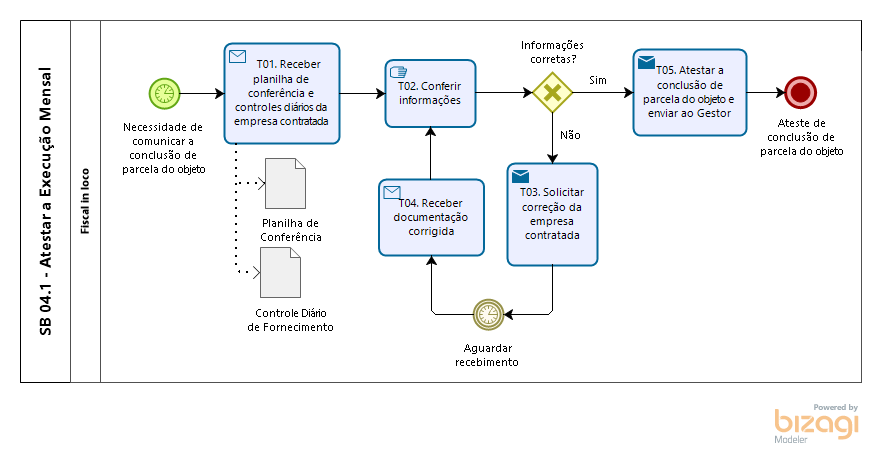 SB 04.1 - Atestar a Execução Mensal
Fiscal in loco
Necessidade de
comunicar a
conclusão de
parcela do objeto
T01. Receber
planilha de
conferência e
controles diários da
empresa contratada
Planilha de
Conferência
Controle Diário
de Fornecimento
T02. Conferir
informações
Informações
corretas?
Sim
Não
T03. Solicitar
correção da
empresa
contratada
Aguardar
recebimento
T04. Receber
documentação
corrigida
T05. Atestar a
conclusão de
parcela do objeto e
enviar ao Gestor
Ateste de
conclusão de
parcela do objeto
Powered by
bizagi
Modeler